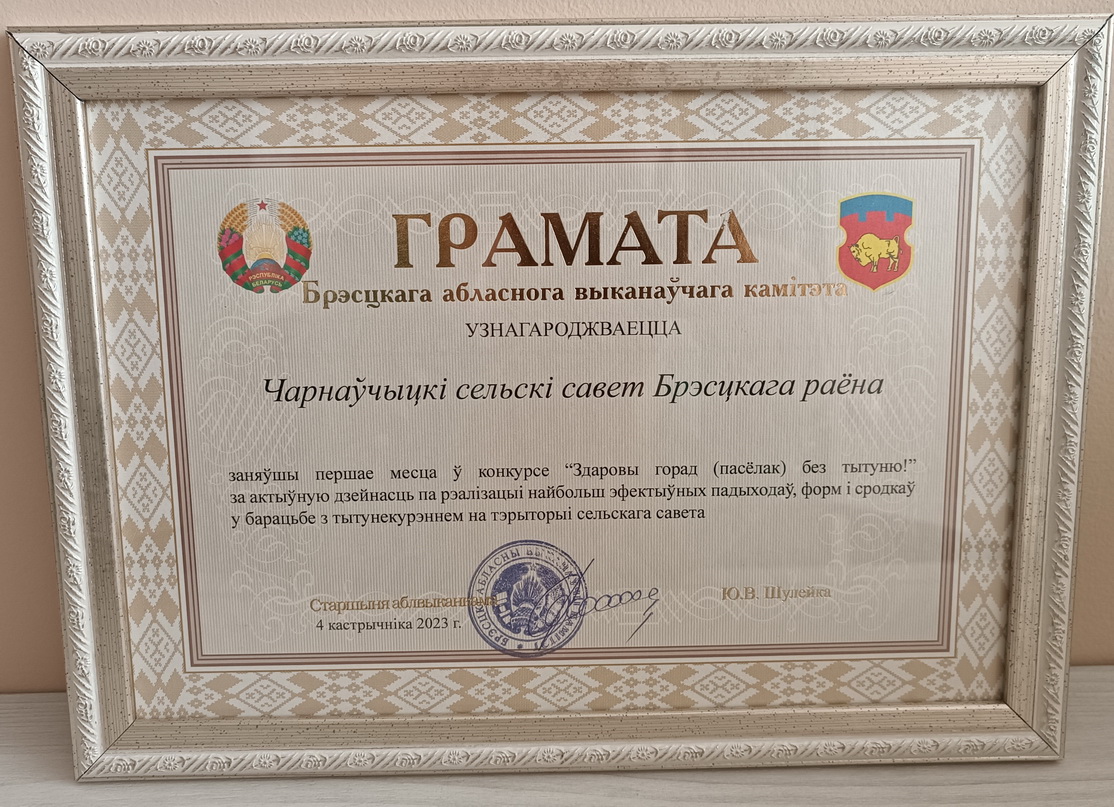 ГРАМАТА
Брэсцкага абласнога выканаўчага камітэта
УЗНАГАРОДЖВАЕЦЦА
Чарнаўчыцкі сельскі савет Брэсцкага раёна
заняўшы першае месца ў конкурсе “Здаровы горад (пасёлак) без тытуню!”
за актыўную дзейнасць па рэалізацыі найбольш эфектыўных падыходаў, форм і сродкаў
у барацьбе з тытунекурэннем на тэрыторыі сельскага савета
Старшыня аблвыканкама
Ю.В. Шулейка
4 кастрычніка 2023 г.
РЭСПУБЛІКА
БЕЛАРУСЬ